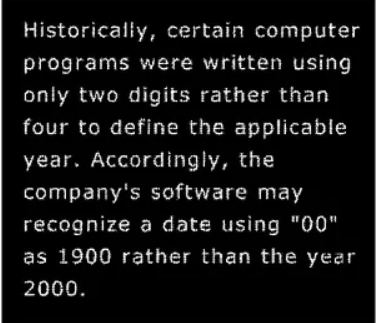 Historically, certain computer
programs were written using
only two digits rather than
four to define the applicable
year. Accordingly, the
company's software may
recognize a date using "00"
as 1900 rather than the year
2000.